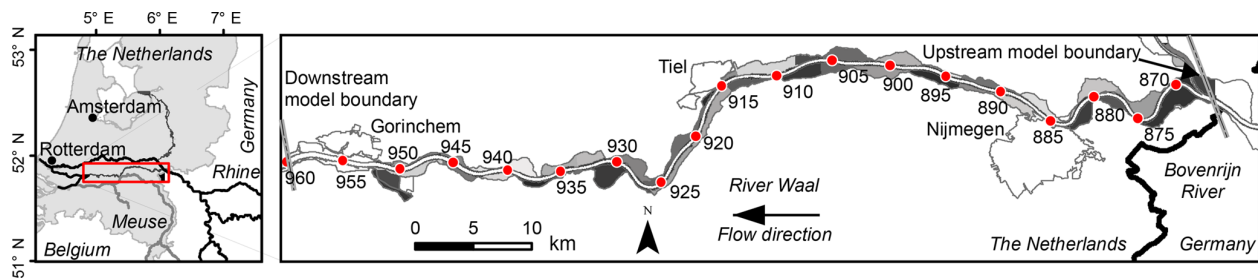 5° E 6° E 7° E
53° N
52° N
51° N
The Netherlands
Germany
Amsterdam
Rotterdam
Rhine
Meuse
Belgium
Downstream
model boundary
Gorinchem
Tiel
Nijmegen
Upstream model boundary
Bovenrijn
River
960
955
950
945
940
935
930
925
920
915
910
905
900
895
890
885
880
875
870
0 5 10
km
N
River Waal
Flow direction
The Netherlands
Germany